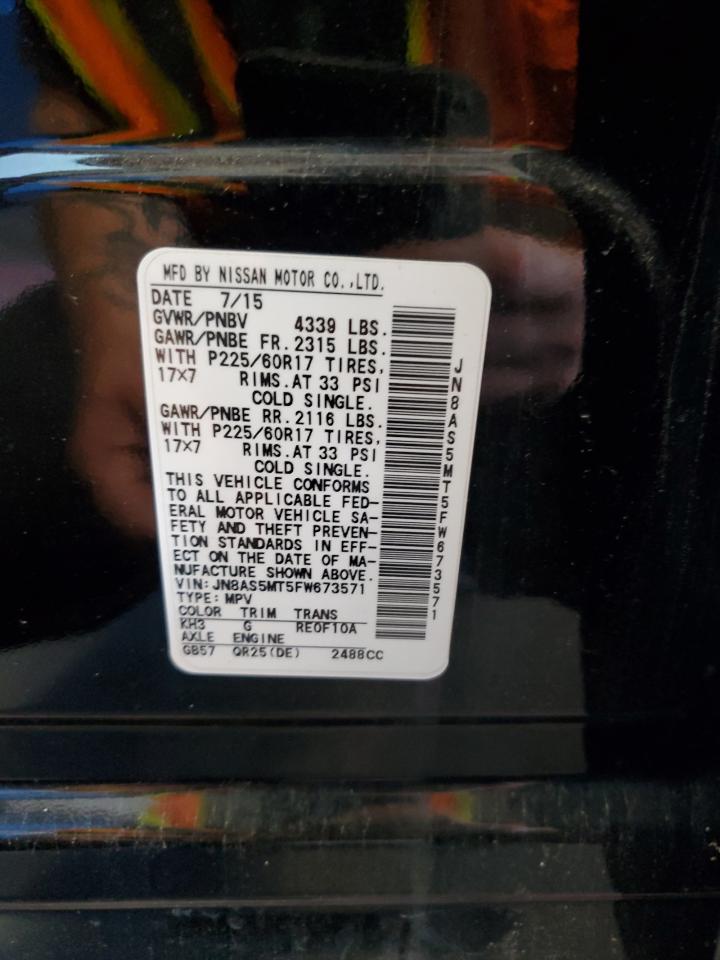 MFD BY NISSAN MOTOR CO.,LTD.
DATE 7/15
GVWR/PNBV 4339 LBS.
GAWR/PNBE FR.2315 LBS.
WITH P225/60R17 TIRES,
17x7 RIMS.AT 33 PSI
COLD SINGLE.
GAWR/PNBE RR.2116 LBS.
WITH P225/60R17 TIRES,
17x7 RIMS.AT 33 PSI
COLD SINGLE.
THIS VEHICLE CONFORMS
TO ALL APPLICABLE FED-
ERAL MOTOR VEHICLE SA-
FETY AND THEFT PREVEN-
TION STANDARDS IN EFF-
ECT ON THE DATE OF MA-
NUFACTURE SHOWN ABOVE.
VIN:JN8AS5MT5FW673571
TYPE:MPV
COLOR TRIM TRANS
KH3 G RE0F10A
AXLE ENGINE
GB57 QR25(DE) 2488CC
JN8AS5MT5FW673571